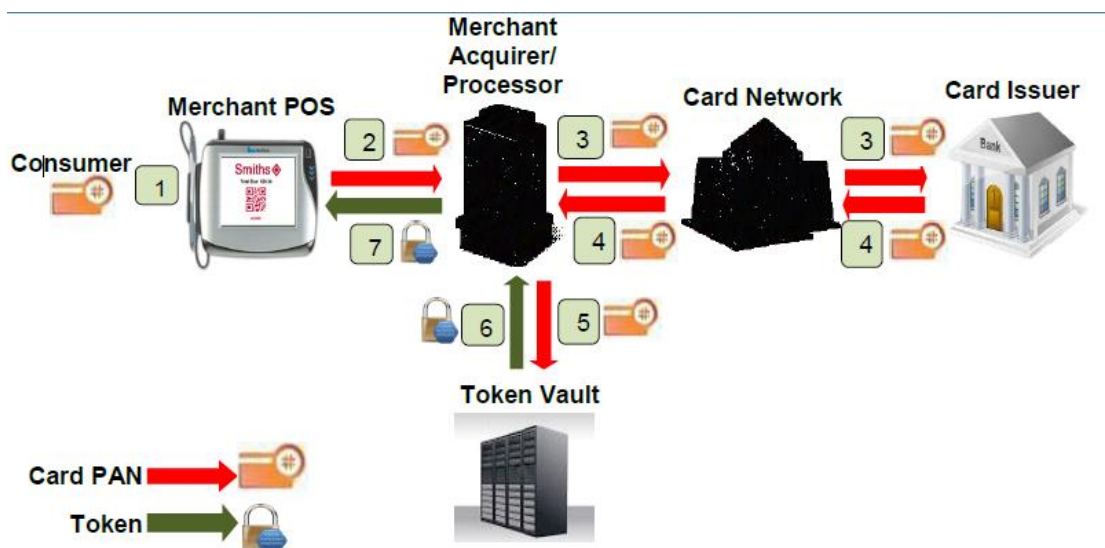 Merchant
Acquirer/
Processor
Merchant POS
Card Network
Card Issuer
Consumer
1
2
3
3
Smiths
Bank
7
4
4
6
5
Token Vault
Card PAN
Token
#